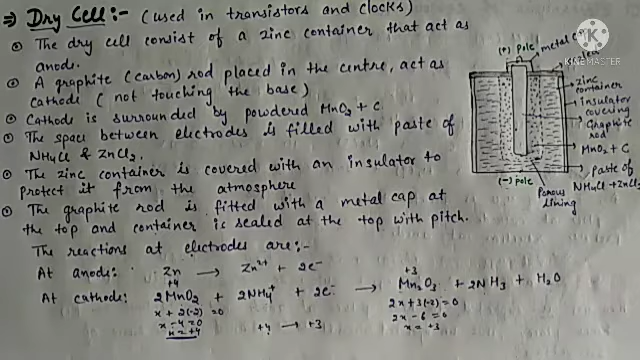 ⇒ Dry Cell:- (used in transistors and clocks)
⊙ The dry cell consist of a zinc container that act as
anode.
⊙ A graphite (carbon) rod placed in the centre, act as
cathode (not touching the base)
⊙ Cathode is surrounded by powdered MnO₂ + C
⊙ The space between electrodes is filled with paste of
NH₄Cl & ZnCl₂.
⊙ The zinc container is covered with an insulator to
protect it from the atmosphere
⊙ The graphite rod is fitted with a metal cap at
the top and container is sealed at the top with pitch.
The reactions at electrodes are:-
At anode: Zn → Zn²⁺ + 2e⁻
+4 +3
At cathode: 2MnO₂ + 2NH₄⁺ + 2e⁻ → Mn₂O₃ + 2NH₃ + H₂O
x + 2(-2) = 0 2x + 3(-2) = 0
x - 4 = 0 +4 → +3 2x - 6 = 0
x = +4 x = +3
(+) pole metal
KINEMASTER
zinc
container
insulator
covering
Graphite
rod
MnO₂ + C
Paste of
NH₄Cl + ZnCl₂
(-) pole
Porous
lining